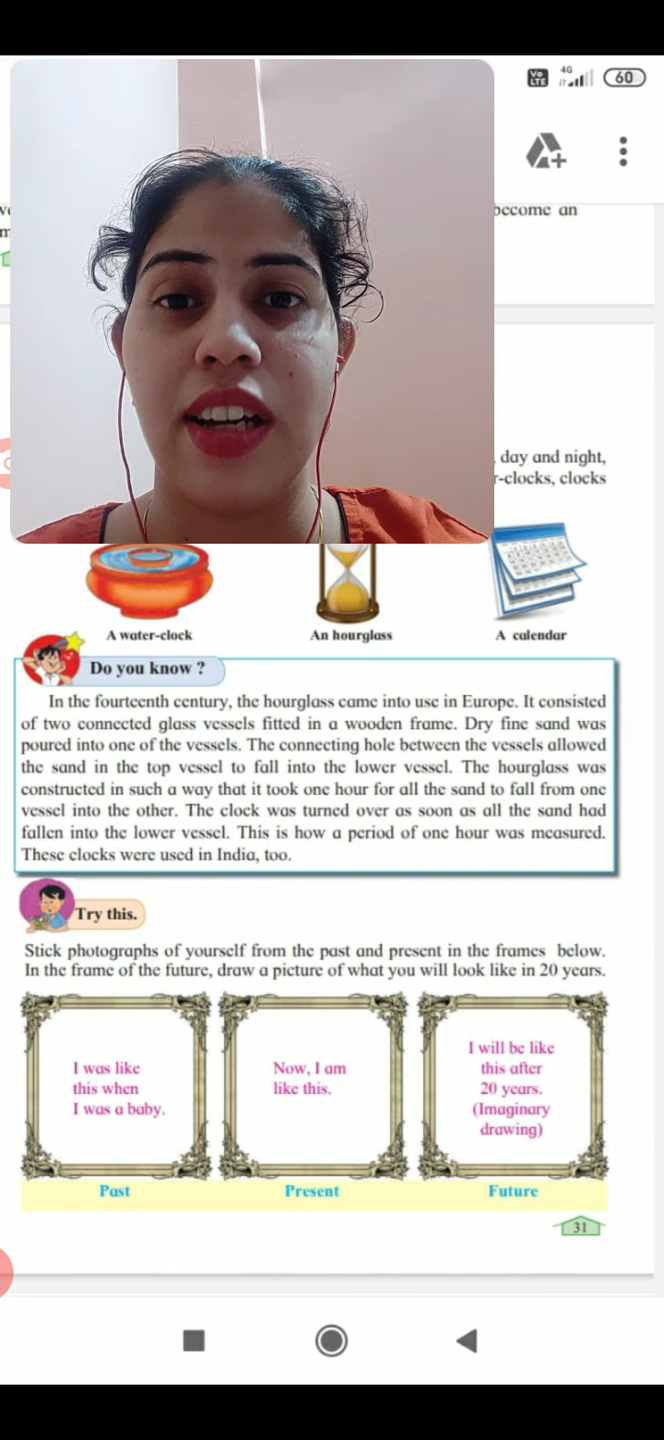 Vo
LTE
4G
60
become an
day and night,
r-clocks, clocks
A water-clock
An hourglass
A calendar
Do you know ?
In the fourteenth century, the hourglass came into use in Europe. It consisted
of two connected glass vessels fitted in a wooden frame. Dry fine sand was
poured into one of the vessels. The connecting hole between the vessels allowed
the sand in the top vessel to fall into the lower vessel. The hourglass was
constructed in such a way that it took one hour for all the sand to fall from one
vessel into the other. The clock was turned over as soon as all the sand had
fallen into the lower vessel. This is how a period of one hour was measured.
These clocks were used in India, too.
Try this.
Stick photographs of yourself from the past and present in the frames below.
In the frame of the future, draw a picture of what you will look like in 20 years.
I was like
this when
I was a baby.
Now, I am
like this.
I will be like
this after
20 years.
(Imaginary
drawing)
Past
Present
Future
31